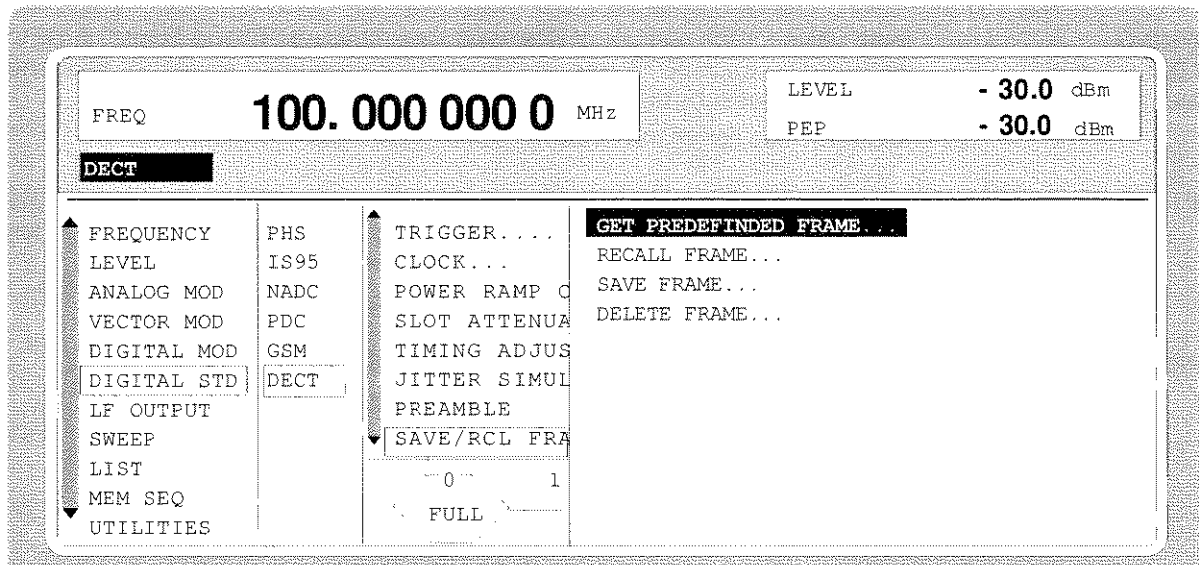 FREQ 100. 000 000 0 MHz
LEVEL - 30.0 dBm
PEP - 30.0 dBm
DECT
FREQUENCY
LEVEL
ANALOG MOD
VECTOR MOD
DIGITAL MOD
DIGITAL STD
LF OUTPUT
SWEEP
LIST
MEM SEQ
UTILITIES
PHS
IS95
NADC
PDC
GSM
DECT
TRIGGER....
CLOCK...
POWER RAMP C
SLOT ATTENUA
TIMING ADJUS
JITTER SIMUL
PREAMBLE
SAVE/RCL FRA
0 1
FULL
GET PREDEFINDED FRAME...
RECALL FRAME...
SAVE FRAME...
DELETE FRAME...